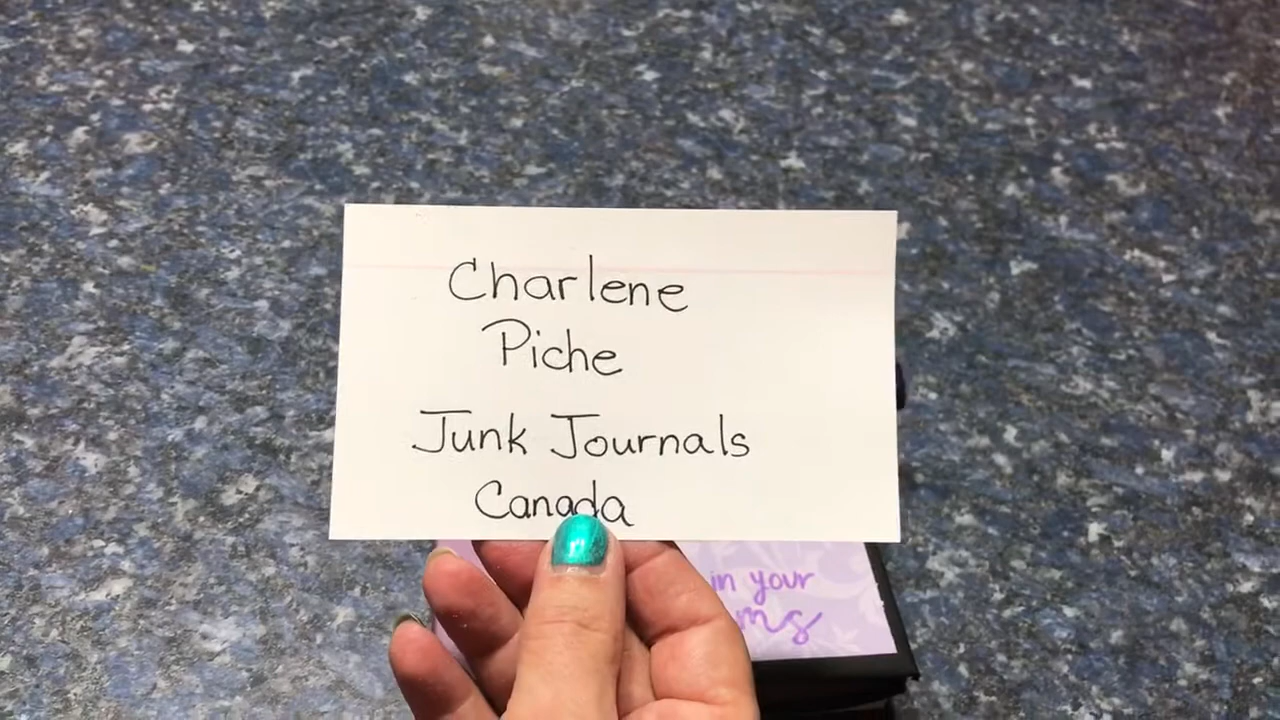 Charlene
Piche
Junk Journals
Canada
in your